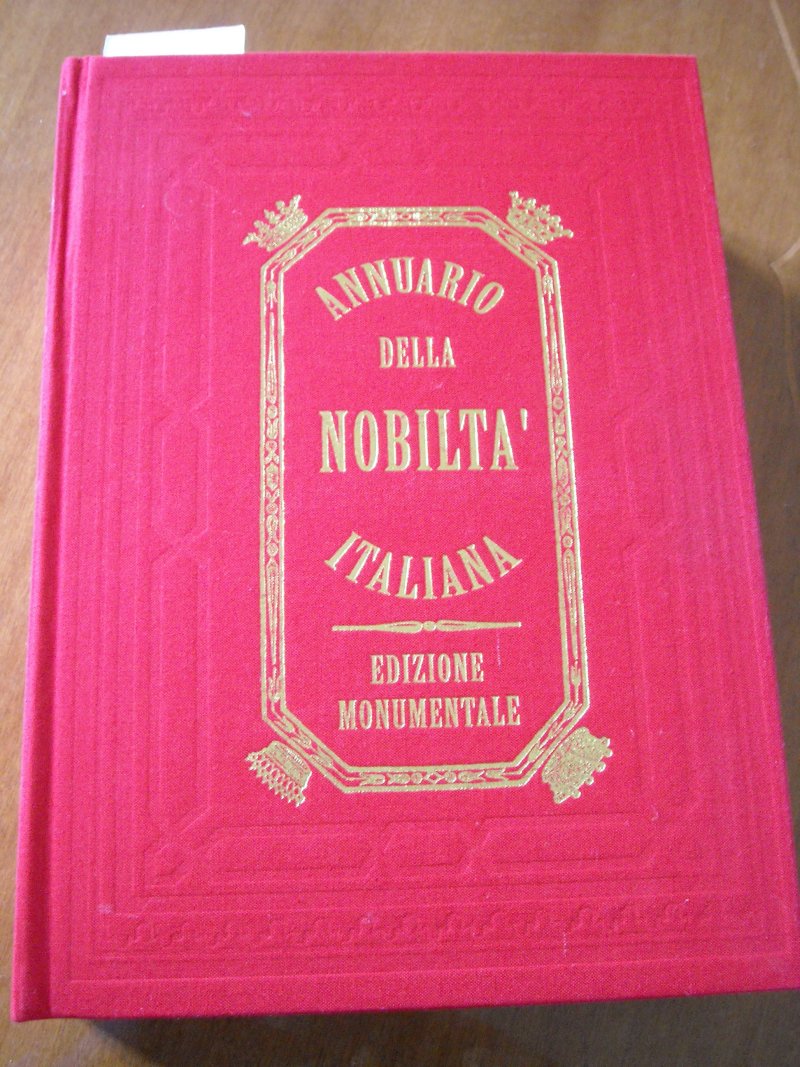 ANNUARIO
DELLA
NOBILTA'
ITALIANA
EDIZIONE
MONUMENTALE